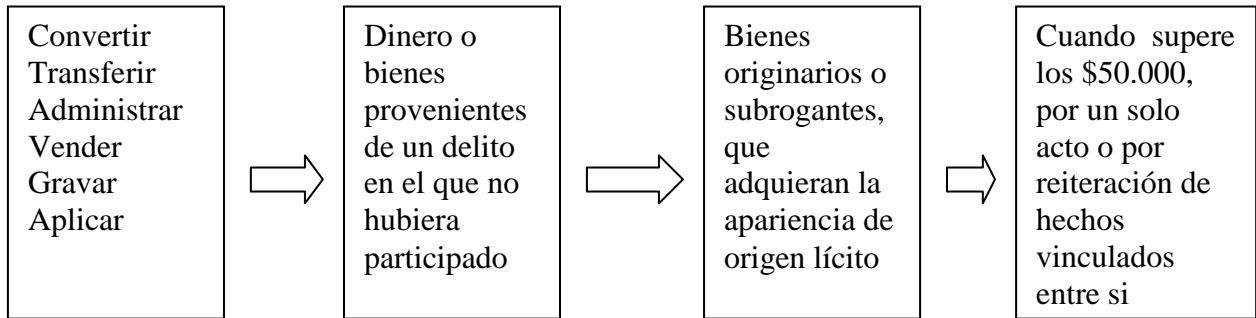 Convertir
Transferir
Administrar
Vender
Gravar
Aplicar
Dinero o
bienes
provenientes
de un delito
en el que no
hubiera
participado
Bienes
originarios o
subrogantes,
que
adquieran la
apariencia de
origen lícito
Cuando supere
los $50.000,
por un solo
acto o por
reiteración de
hechos
vinculados
entre si